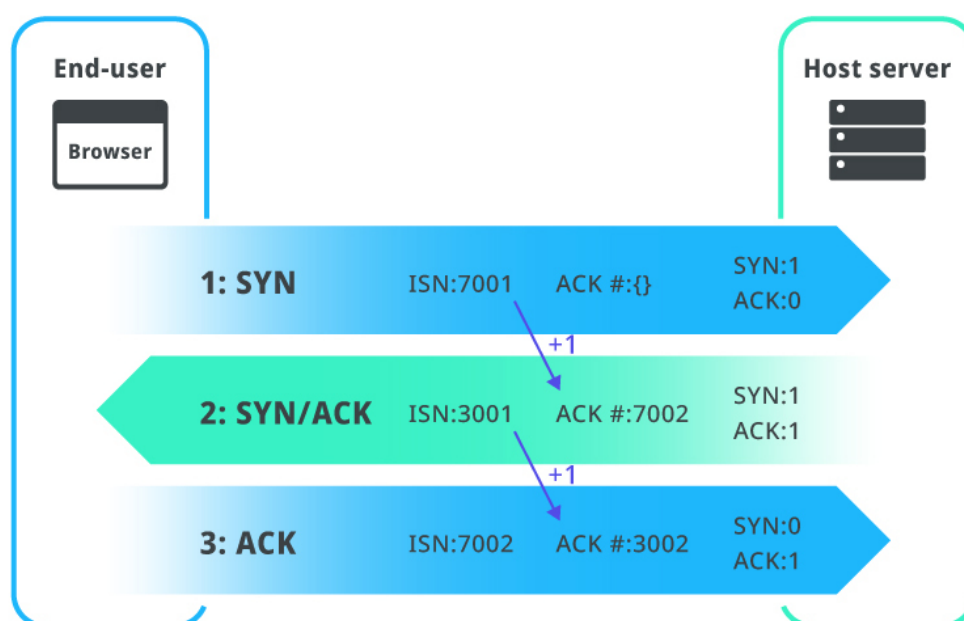 End-user
Host server
Browser
1: SYN ISN:7001 ACK #:{} SYN:1
ACK:0
+1
2: SYN/ACK ISN:3001 ACK #:7002 SYN:1
ACK:1
+1
3: ACK ISN:7002 ACK #:3002 SYN:0
ACK:1